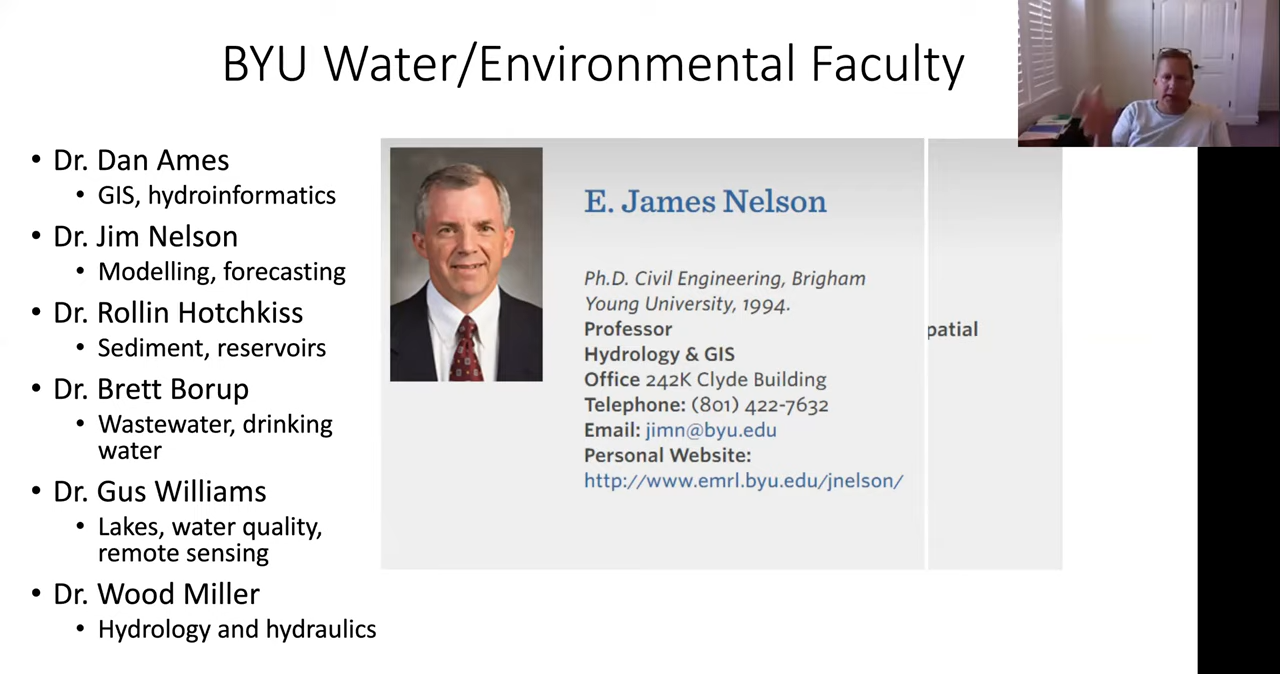 BYU Water/Environmental Faculty
• Dr. Dan Ames
• GIS, hydroinformatics
• Dr. Jim Nelson
• Modelling, forecasting
• Dr. Rollin Hotchkiss
• Sediment, reservoirs
• Dr. Brett Borup
• Wastewater, drinking
water
• Dr. Gus Williams
• Lakes, water quality,
remote sensing
• Dr. Wood Miller
• Hydrology and hydraulics
E. James Nelson
Ph.D. Civil Engineering, Brigham
Young University, 1994.
Professor
Hydrology & GIS
Office 242K Clyde Building
Telephone: (801) 422-7632
Email: jimn@byu.edu
Personal Website:
http://www.emrl.byu.edu/jnelson/
patial